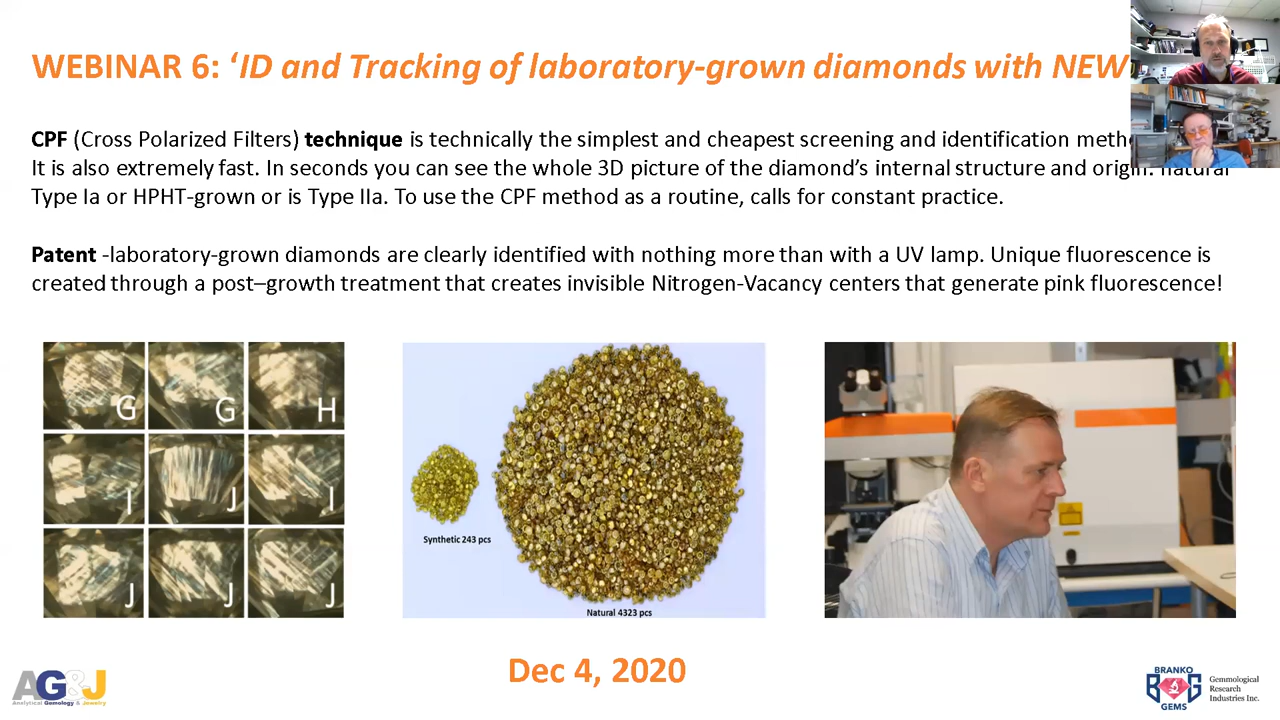 WEBINAR 6: ‘ID and Tracking of laboratory-grown diamonds with NEW
CPF (Cross Polarized Filters) technique is technically the simplest and cheapest screening and identification
It is also extremely fast. In seconds you can see the whole 3D picture of the diamond’s internal structure and origin: natural
Type Ia or HPHT-grown or is Type IIa. To use the CPF method as a routine, calls for constant practice.
Patent -laboratory-grown diamonds are clearly identified with nothing more than with a UV lamp. Unique fluorescence is
created through a post–growth treatment that creates invisible Nitrogen-Vacancy centers that generate pink fluorescence!
G G H
I J I
J J J
Synthetic 243 pcs
Natural 4323 pcs
Dec 4, 2020
AG&J
Analytical Gemology & Jewelry
BRANKO
GEMS
Gemmological
Research
Industries Inc.